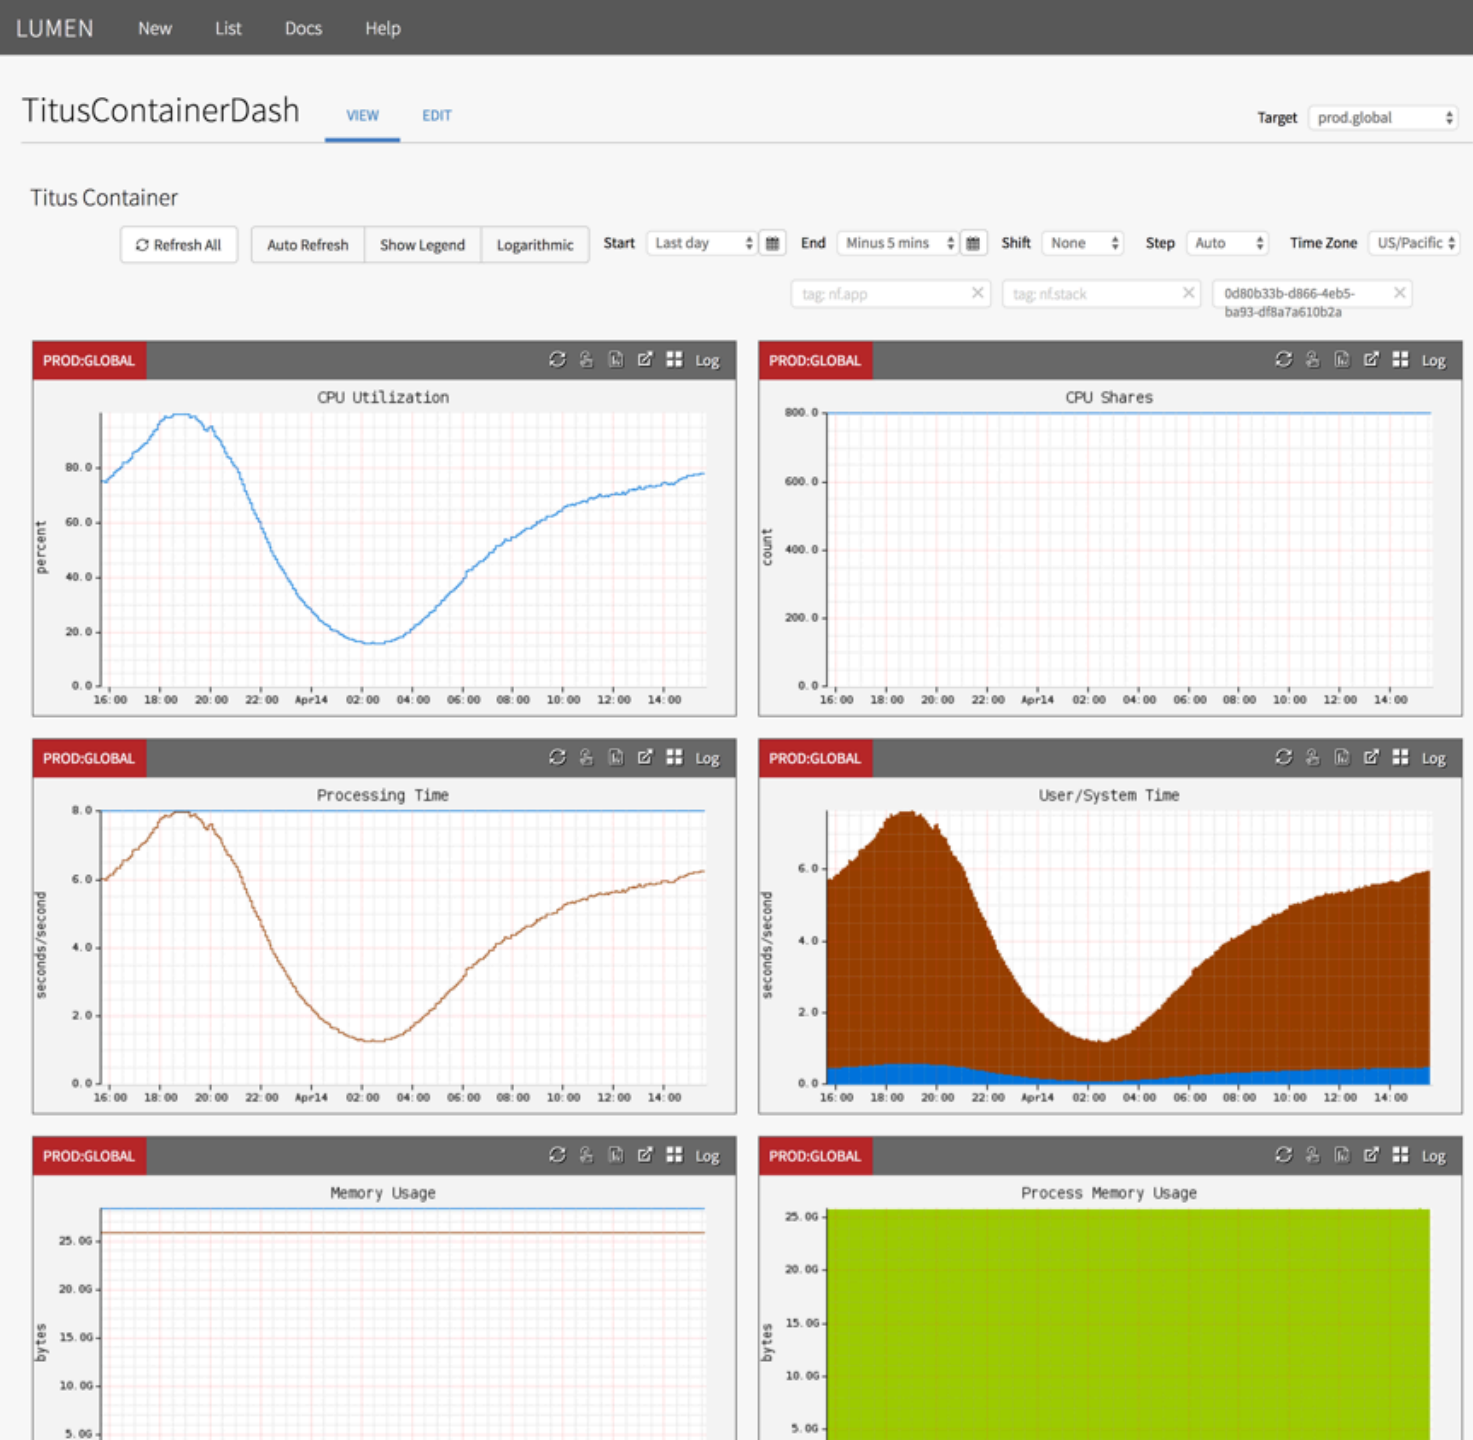 LUMEN New List Docs Help
TitusContainerDash VIEW EDIT Target prod.global
Titus Container
Refresh All Auto Refresh Show Legend Logarithmic Start Last day End Minus 5 mins Shift None Step Auto Time Zone US/Pacific
tag: nf.app tag: nf.stack 0d80b33b-d866-4eb5-
ba93-df8a7a610b2a
PROD:GLOBAL Log
CPU Utilization
percent
80.0
60.0
40.0
20.0
0.0
16:00 18:00 20:00 22:00 Apr14 02:00 04:00 06:00 08:00 10:00 12:00 14:00
PROD:GLOBAL Log
CPU Shares
count
800.0
600.0
400.0
200.0
0.0
16:00 18:00 20:00 22:00 Apr14 02:00 04:00 06:00 08:00 10:00 12:00 14:00
PROD:GLOBAL Log
Processing Time
seconds/second
8.0
6.0
4.0
2.0
0.0
16:00 18:00 20:00 22:00 Apr14 02:00 04:00 06:00 08:00 10:00 12:00 14:00
PROD:GLOBAL Log
User/System Time
seconds/second
6.0
4.0
2.0
0.0
16:00 18:00 20:00 22:00 Apr14 02:00 04:00 06:00 08:00 10:00 12:00 14:00
PROD:GLOBAL Log
Memory Usage
bytes
25.0G
20.0G
15.0G
10.0G
5.0G
PROD:GLOBAL Log
Process Memory Usage
bytes
25.0G
20.0G
15.0G
10.0G
5.0G